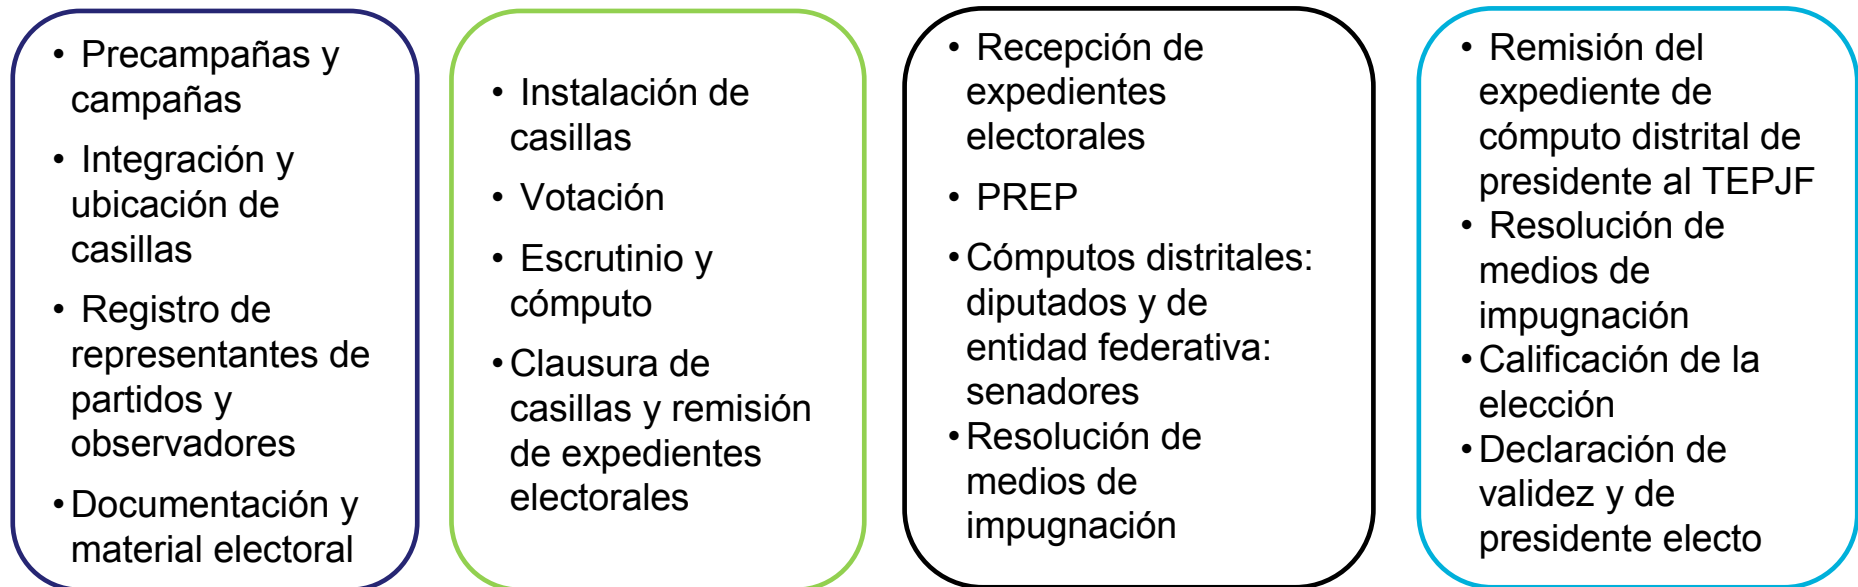 • Precampañas y
campañas
• Integración y
ubicación de
casillas
• Registro de
representantes de
partidos y
observadores
• Documentación y
material electoral
• Instalación de
casillas
• Votación
• Escrutinio y
cómputo
• Clausura de
casillas y remisión
de expedientes
electorales
• Recepción de
expedientes
electorales
• PREP
• Cómputos distritales:
diputados y de
entidad federativa:
senadores
• Resolución de
medios de
impugnación
• Remisión del
expediente de
cómputo distrital de
presidente al TEPJF
• Resolución de
medios de
impugnación
• Calificación de la
elección
• Declaración de
validez y de
presidente electo